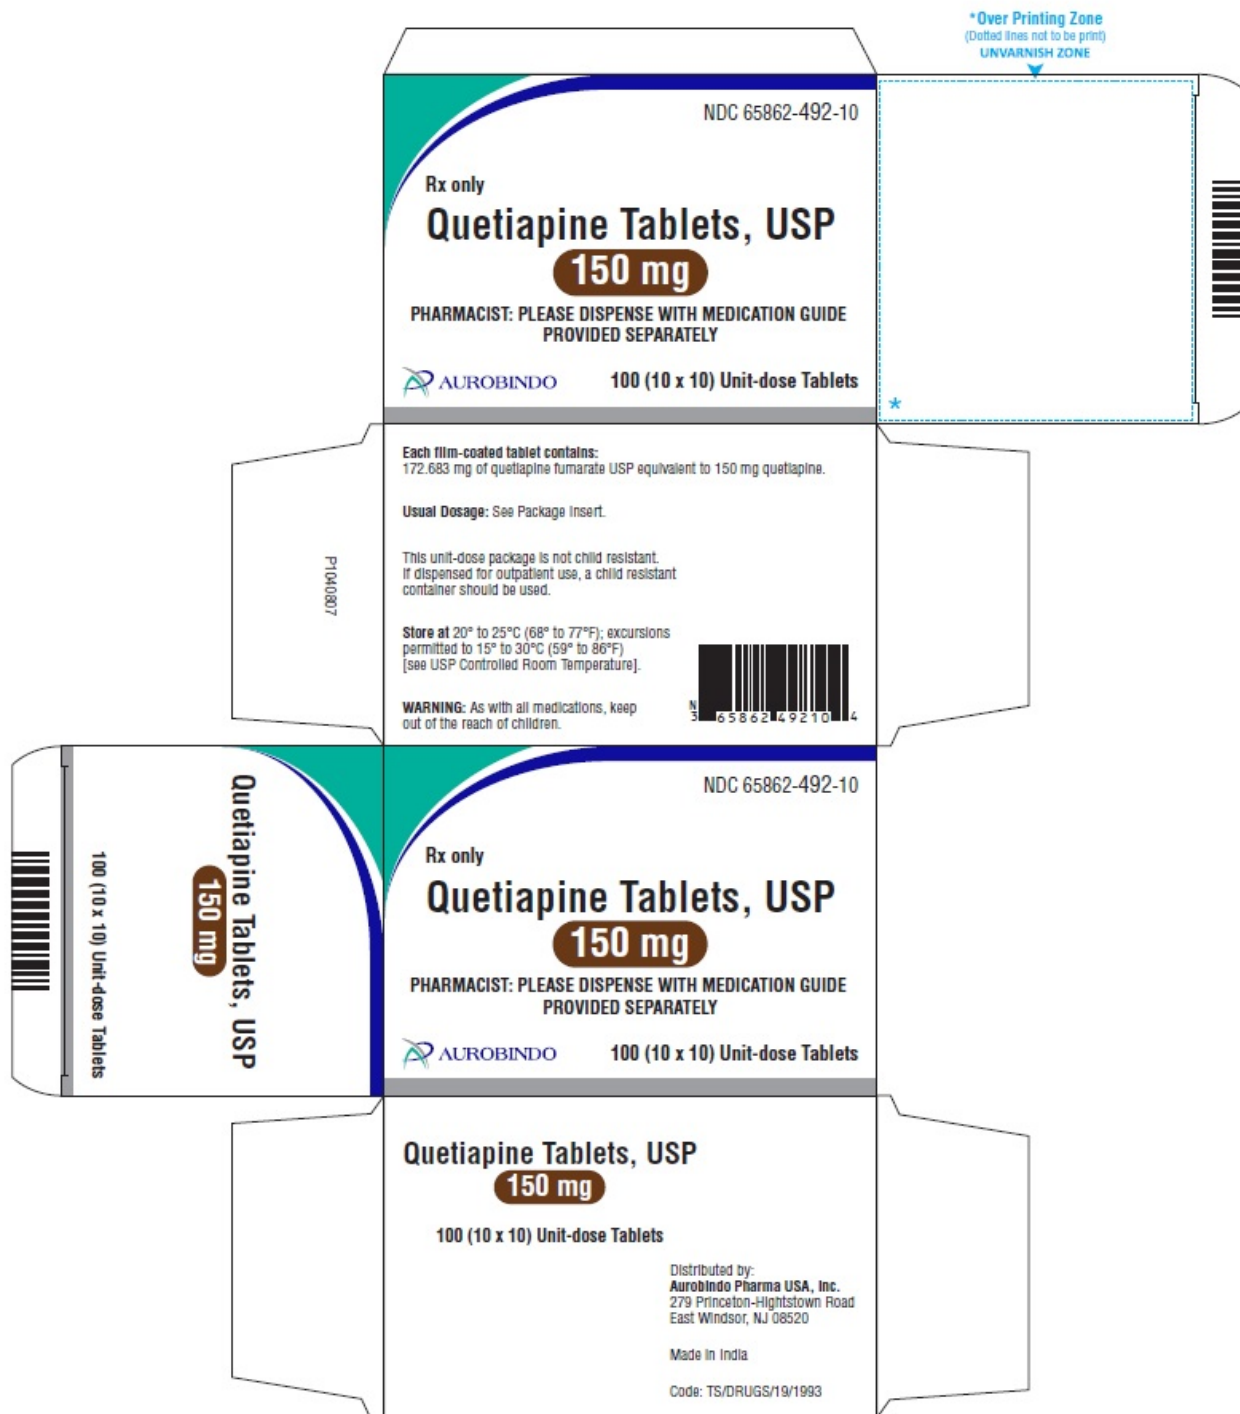 *Over Printing Zone
(Dotted lines not to be print)
UNVARNISH ZONE
*
NDC 65862-492-10
Rx only
Quetiapine Tablets, USP
150 mg
PHARMACIST: PLEASE DISPENSE WITH MEDICATION GUIDE
PROVIDED SEPARATELY
AUROBINDO
100 (10 x 10) Unit-dose Tablets
Each film-coated tablet contains:
172.683 mg of quetiapine fumarate USP equivalent to 150 mg quetiapine.
Usual Dosage: See Package Insert.
This unit-dose package is not child resistant.
If dispensed for outpatient use, a child resistant
container should be used.
Store at 20° to 25°C (68° to 77°F); excursions
permitted to 15° to 30°C (59° to 86°F)
[see USP Controlled Room Temperature].
WARNING: As with all medications, keep
out of the reach of children.
N
3 65862 49210 4
P1040807
Quetiapine Tablets, USP
150 mg
100 (10 x 10) Unit-dose Tablets
NDC 65862-492-10
Rx only
Quetiapine Tablets, USP
150 mg
PHARMACIST: PLEASE DISPENSE WITH MEDICATION GUIDE
PROVIDED SEPARATELY
AUROBINDO
100 (10 x 10) Unit-dose Tablets
Quetiapine Tablets, USP
150 mg
100 (10 x 10) Unit-dose Tablets
Distributed by:
Aurobindo Pharma USA, Inc.
279 Princeton-Hightstown Road
East Windsor, NJ 08520
Made in India
Code: TS/DRUGS/19/1993